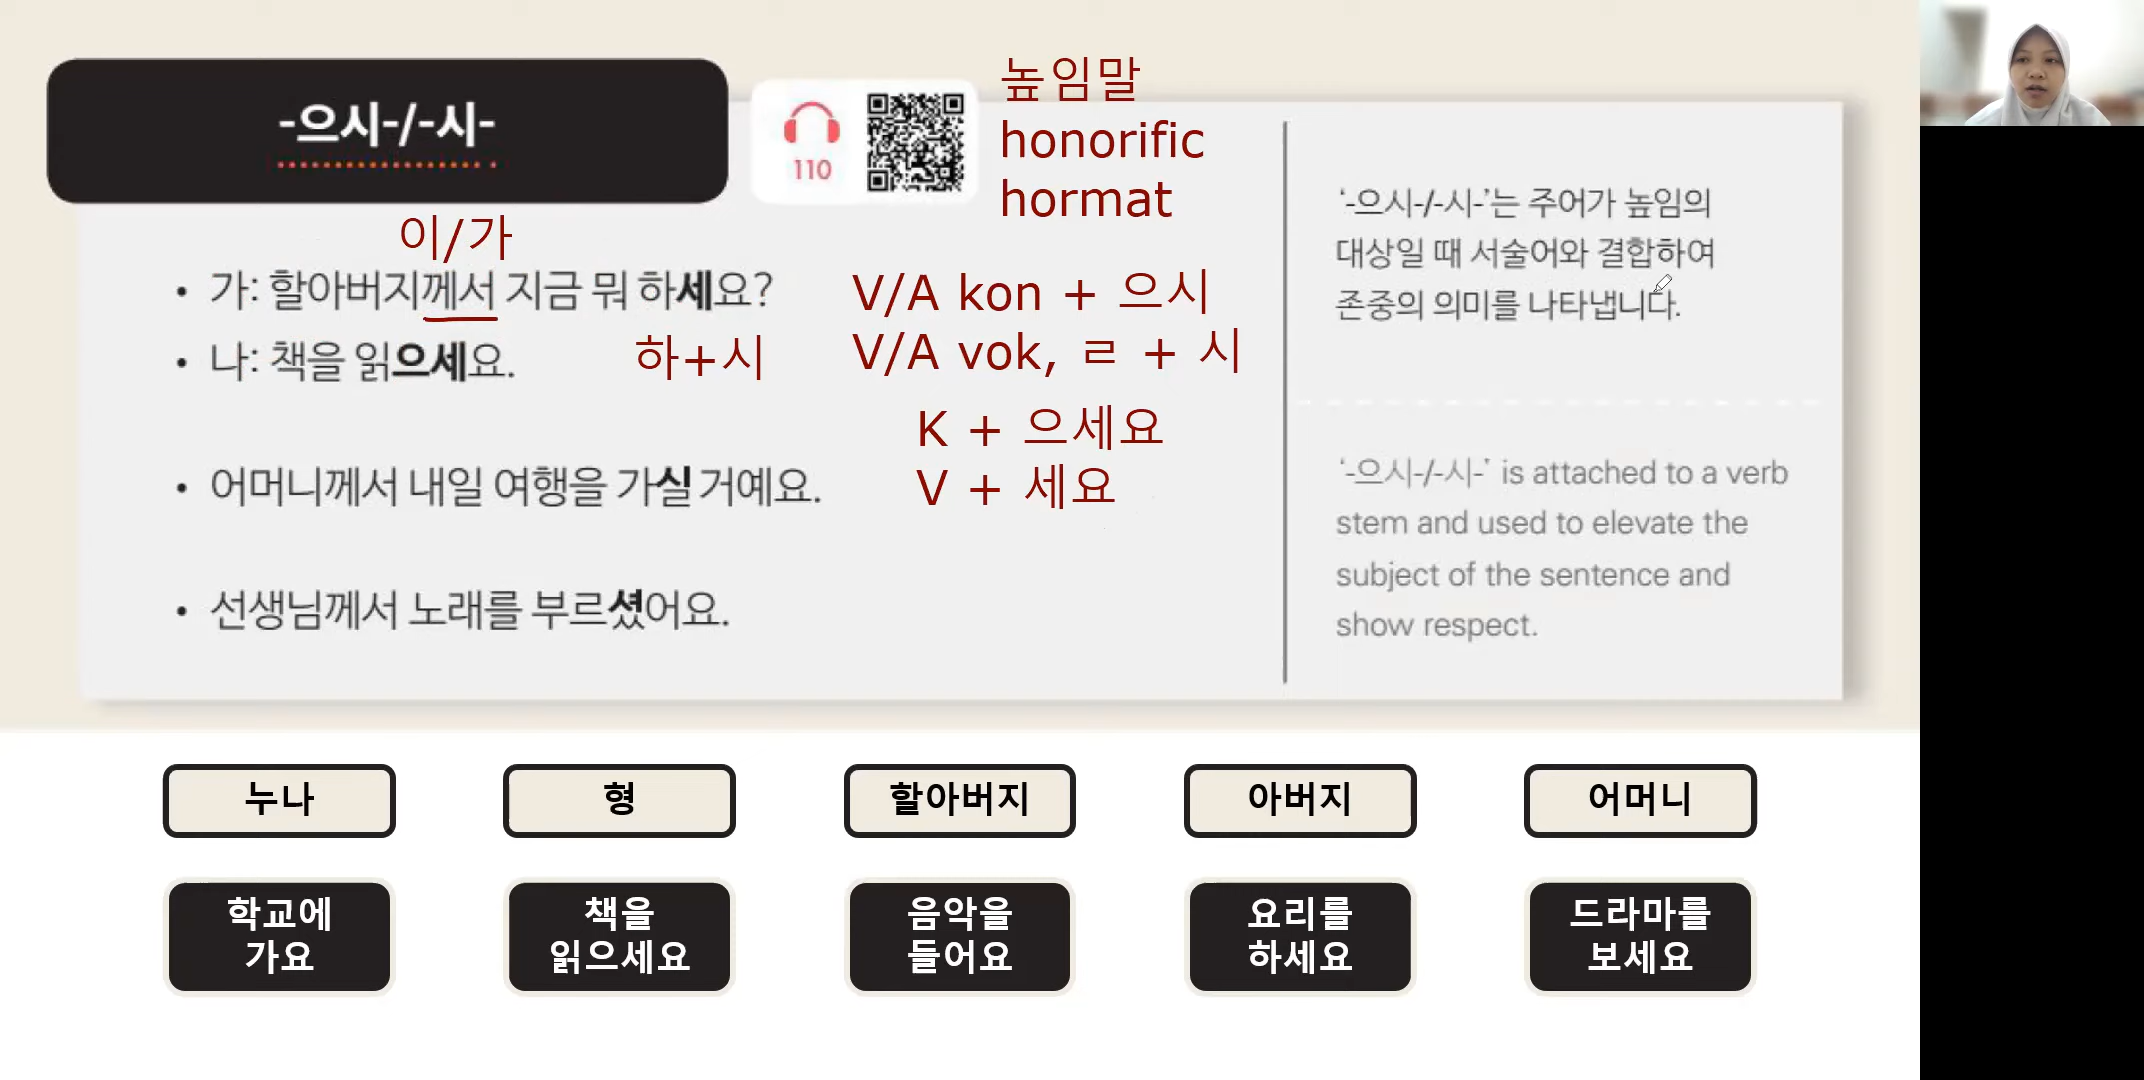 -으시-/-시-
110
높임말
honorific
hormat
이/가
• 가: 할아버지께서 지금 뭐 하세요?
• 나: 책을 읽으세요.
하+시
• 어머니께서 내일 여행을 가실 거예요.
• 선생님께서 노래를 부르셨어요.
V/A kon + 으시
V/A vok, ㄹ + 시
K + 으세요
V + 세요
‘-으시-/-시-’는 주어가 높임의
대상일 때 서술어와 결합하여
존중의 의미를 나타냅니다.
‘-으시-/-시-’ is attached to a verb
stem and used to elevate the
subject of the sentence and
show respect.
누나
형
할아버지
아버지
어머니
학교에
가요
책을
읽으세요
음악을
들어요
요리를
하세요
드라마를
보세요